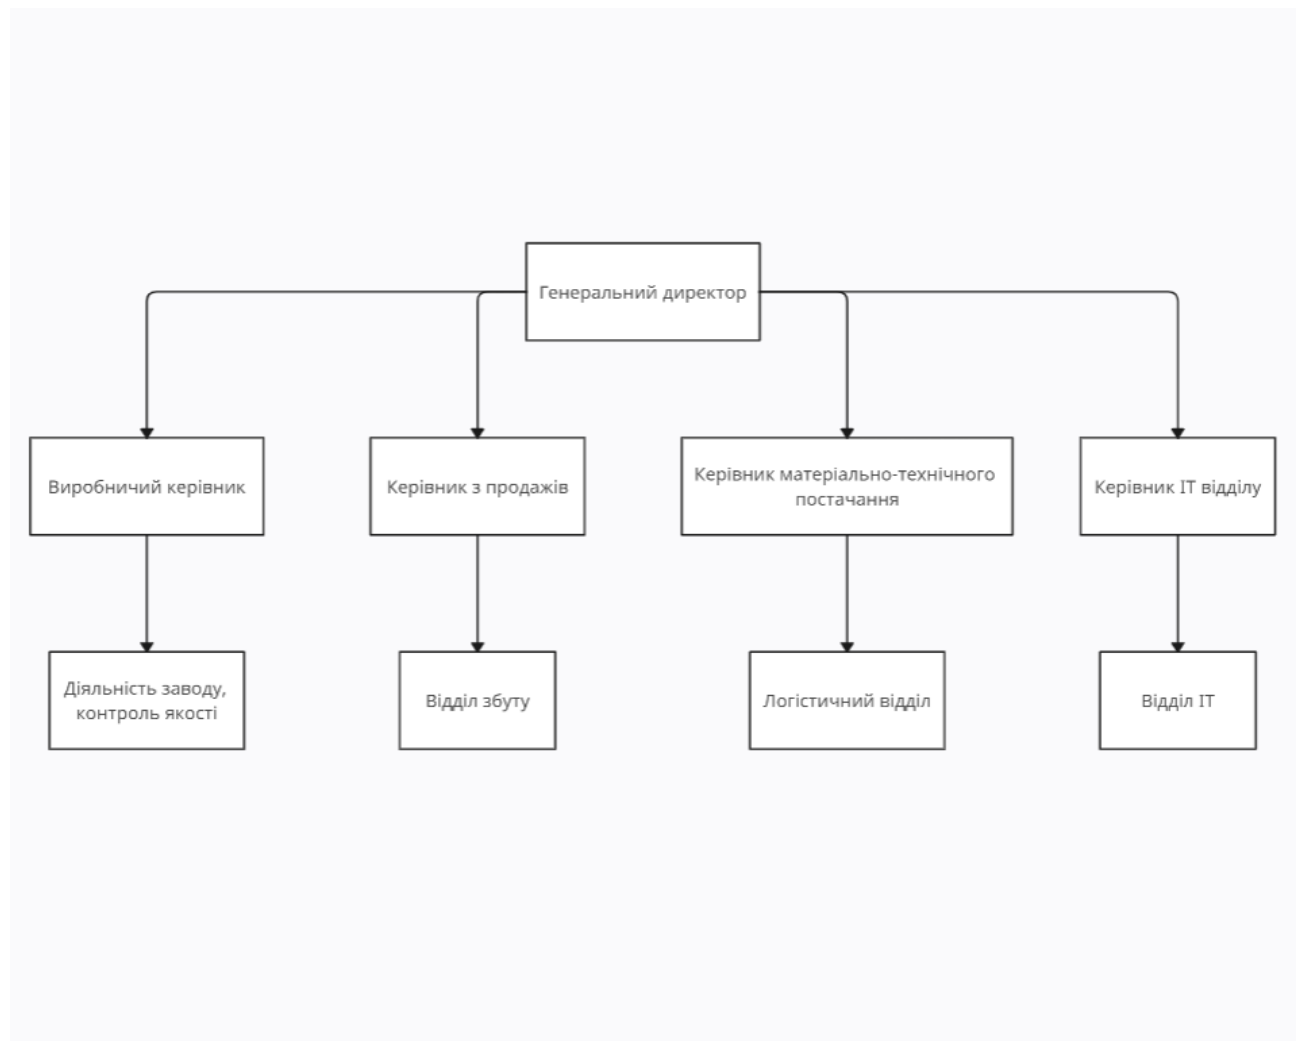 Генеральний директор
Виробничий керівник
Керівник з продажів
Керівник матеріально-технічного
постачання
Керівник ІТ відділу
Діяльність заводу,
контроль якості
Відділ збуту
Логістичний відділ
Відділ ІТ